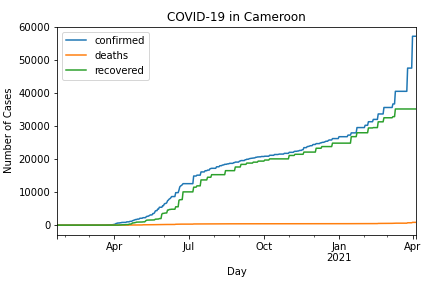 COVID-19 in Cameroon
confirmed
deaths
recovered
Number of Cases
60000
50000
40000
30000
20000
10000
0
Apr
Jul
Oct
Jan
2021
Apr
Day